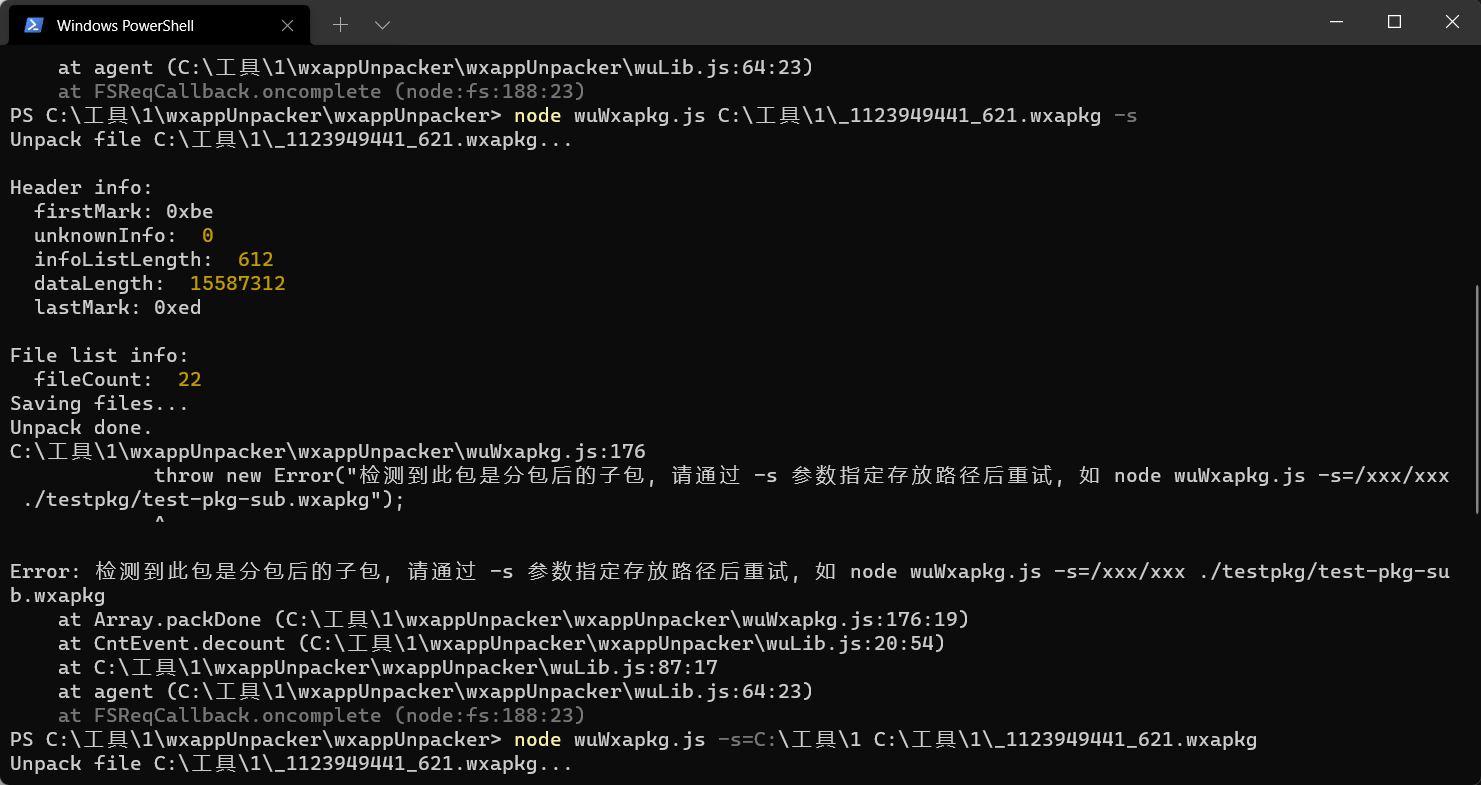 Windows PowerShell
    at agent (C:\工具\1\wxappUnpacker\wxappUnpacker\wuLib.js:64:23)
    at FSReqCallback.oncomplete (node:fs:188:23)
PS C:\工具\1\wxappUnpacker\wxappUnpacker> node wuWxapkg.js C:\工具\1\_1123949441_621.wxapkg -s
Unpack file C:\工具\1\_1123949441_621.wxapkg...

Header info:
  firstMark: 0xbe
  unknownInfo:  0
  infoListLength:  612
  dataLength:  15587312
  lastMark: 0xed

File list info:
  fileCount:  22
Saving files...
Unpack done.
C:\工具\1\wxappUnpacker\wxappUnpacker\wuWxapkg.js:176
            throw new Error("检测到此包是分包后的子包, 请通过 -s 参数指定存放路径后重试, 如 node wuWxapkg.js -s=/xxx/xxx
 ./testpkg/test-pkg-sub.wxapkg");
            ^

Error: 检测到此包是分包后的子包, 请通过 -s 参数指定存放路径后重试, 如 node wuWxapkg.js -s=/xxx/xxx ./testpkg/test-pkg-su
b.wxapkg
    at Array.packDone (C:\工具\1\wxappUnpacker\wxappUnpacker\wuWxapkg.js:176:19)
    at CntEvent.decount (C:\工具\1\wxappUnpacker\wxappUnpacker\wuLib.js:20:54)
    at C:\工具\1\wxappUnpacker\wxappUnpacker\wuLib.js:87:17
    at agent (C:\工具\1\wxappUnpacker\wxappUnpacker\wuLib.js:64:23)
    at FSReqCallback.oncomplete (node:fs:188:23)
PS C:\工具\1\wxappUnpacker\wxappUnpacker> node wuWxapkg.js -s=C:\工具\1 C:\工具\1\_1123949441_621.wxapkg
Unpack file C:\工具\1\_1123949441_621.wxapkg...